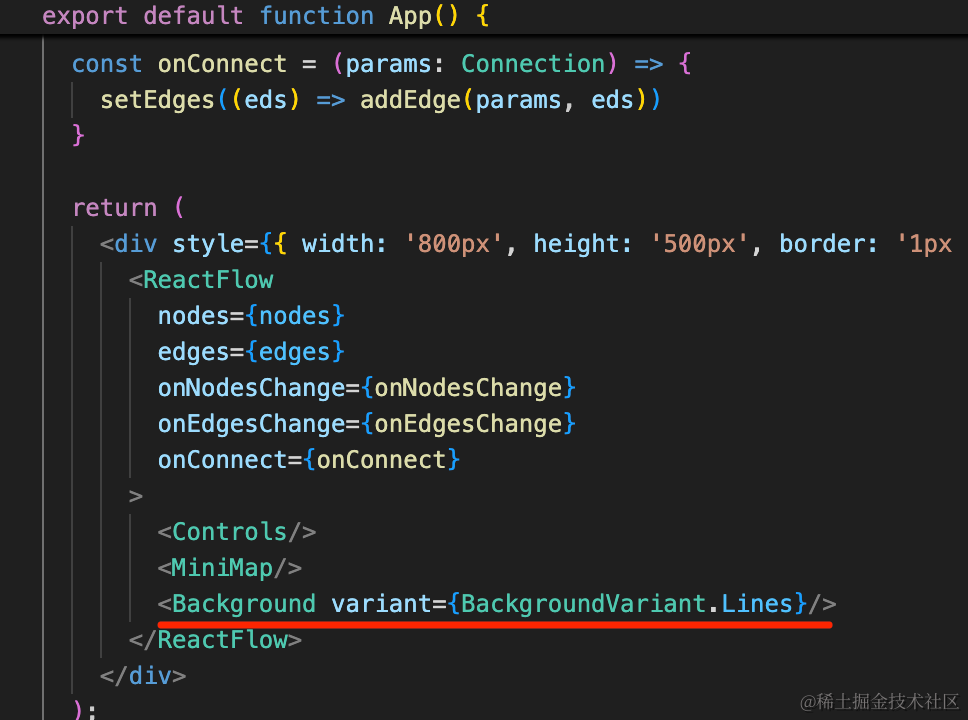 export default function App() {
const onConnect = (params: Connection) => {
setEdges((eds) => addEdge(params, eds))
}
return (
<div style={{ width: '800px', height: '500px', border: '1px
<ReactFlow
nodes={nodes}
edges={edges}
onNodesChange={onNodesChange}
onEdgesChange={onEdgesChange}
onConnect={onConnect}
>
<Controls/>
<MiniMap/>
<Background variant={BackgroundVariant.Lines}/>
</ReactFlow>
</div>
);
@稀土掘金技术社区